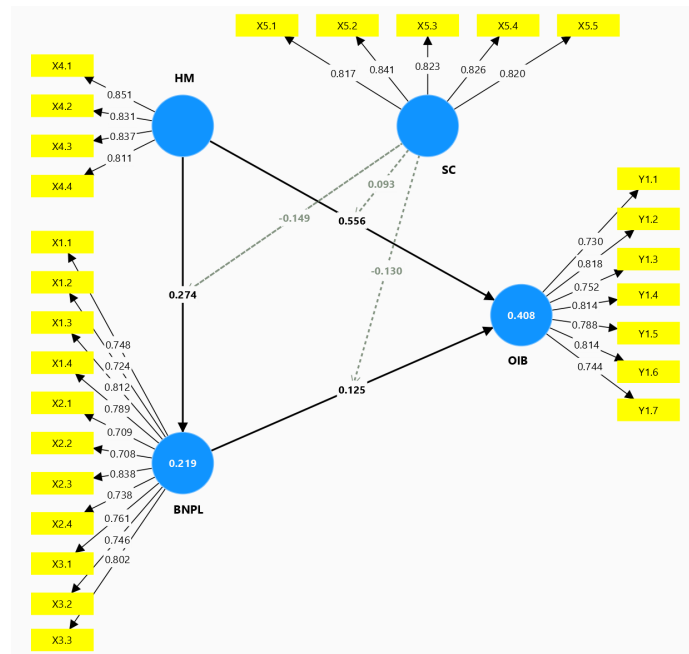 X5.1 X5.2 X5.3 X5.4 X5.5
0.817 0.841 0.823 0.826 0.820
SC
HM
X4.1
X4.2
X4.3
X4.4
0.851
0.831
0.837
0.811
0.093
0.556
-0.149
-0.130
0.274
0.125
X1.1
X1.2
X1.3
X1.4
X2.1
X2.2
X2.3
X2.4
X3.1
X3.2
X3.3
0.748
0.724
0.812
0.789
0.709
0.708
0.838
0.738
0.761
0.746
0.802
0.219
BNPL
0.408
OIB
0.730
0.818
0.752
0.814
0.788
0.814
0.744
Y1.1
Y1.2
Y1.3
Y1.4
Y1.5
Y1.6
Y1.7